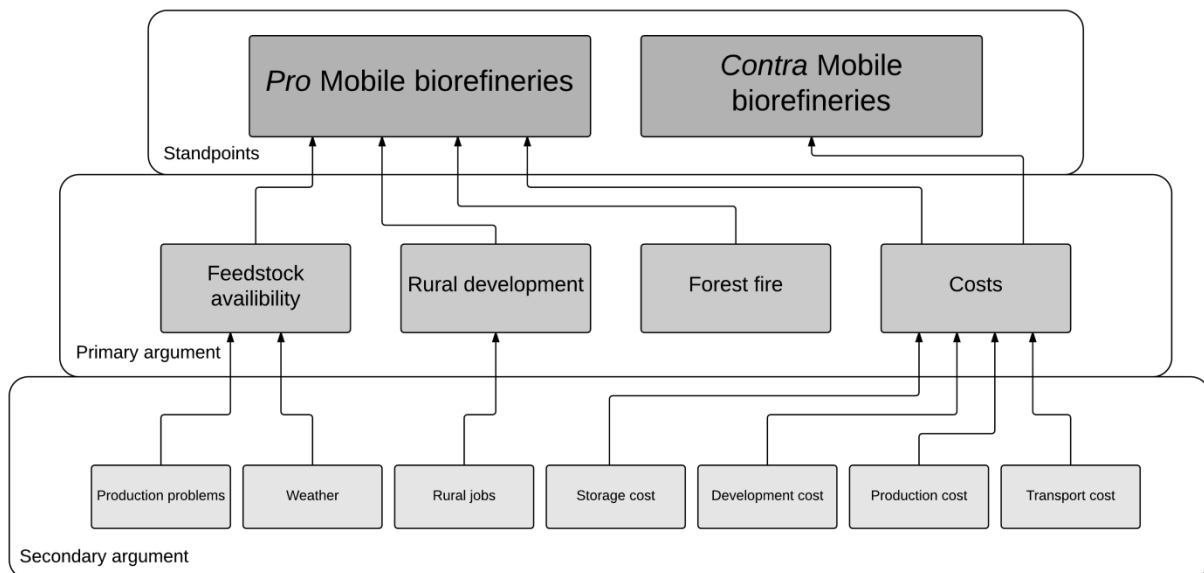 Pro Mobile biorefineries
Contra Mobile
biorefineries
Standpoints
Feedstock
availibility
Rural development
Forest fire
Costs
Primary argument
Production problems
Weather
Rural jobs
Storage cost
Development cost
Production cost
Transport cost
Secondary argument